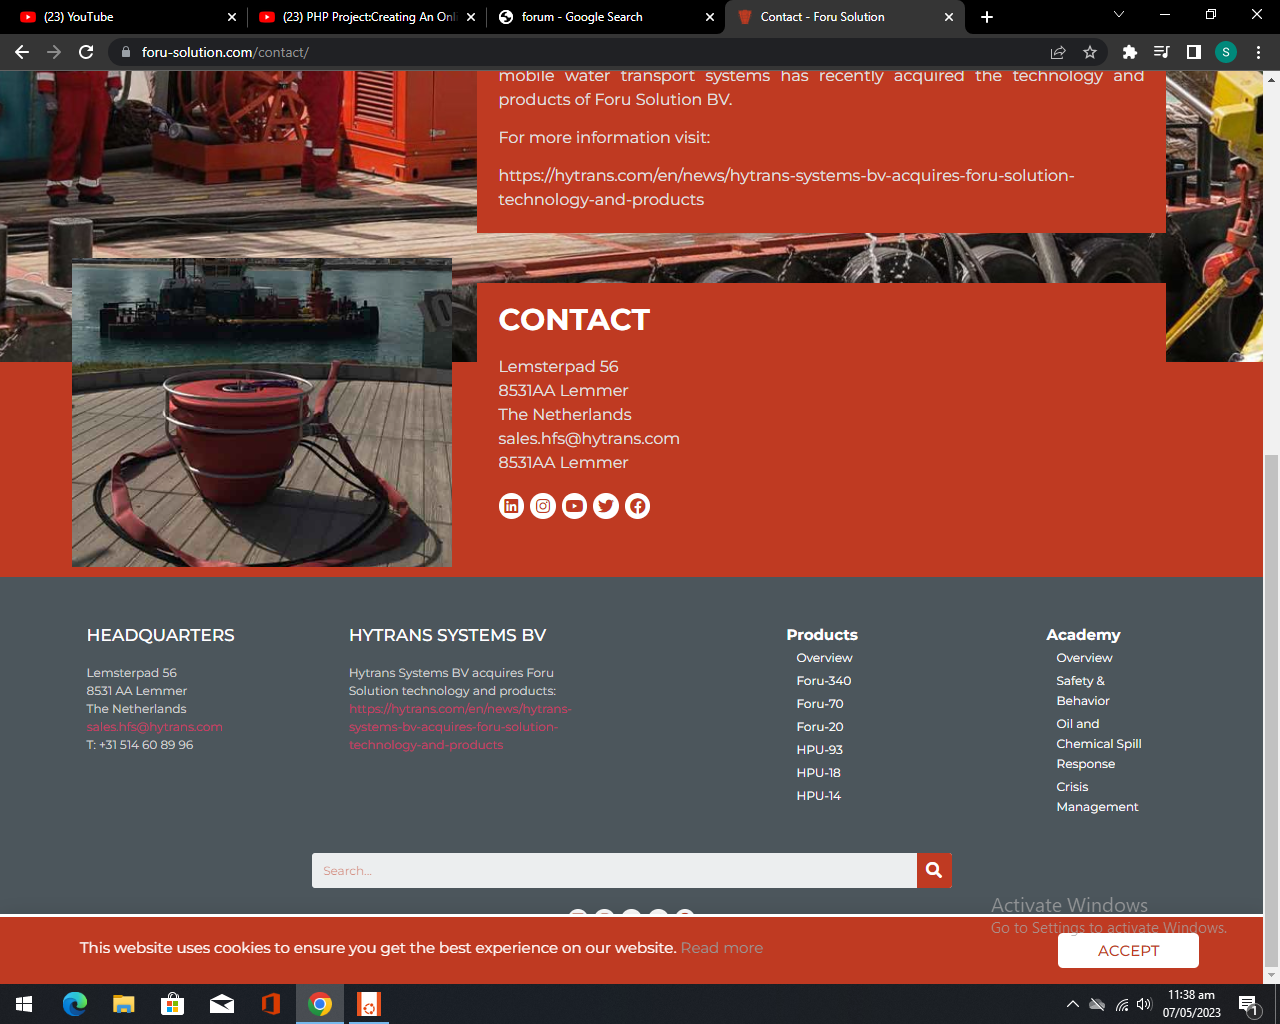 (23) YouTube
(23) PHP Project:Creating An Onli
forum - Google Search
Contact - Foru Solution
foru-solution.com/contact/
S
mobile water transport systems has recently acquired the technology and
products of Foru Solution BV.
For more information visit:
https://hytrans.com/en/news/hytrans-systems-bv-acquires-foru-solution-
technology-and-products
CONTACT
Lemsterpad 56
8531AA Lemmer
The Netherlands
sales.hfs@hytrans.com
8531AA Lemmer
HEADQUARTERS
Lemsterpad 56
8531 AA Lemmer
The Netherlands
sales.hfs@hytrans.com
T: +31 514 60 89 96
HYTRANS SYSTEMS BV
Hytrans Systems BV acquires Foru
Solution technology and products:
https://hytrans.com/en/news/hytrans-
systems-bv-acquires-foru-solution-
technology-and-products
Products
Overview
Foru-340
Foru-70
Foru-20
HPU-93
HPU-18
HPU-14
Academy
Overview
Safety &
Behavior
Oil and
Chemical Spill
Response
Crisis
Management
Search...
Activate Windows
Go to Settings to activate Windows.
This website uses cookies to ensure you get the best experience on our website. Read more
ACCEPT
11:38 am
07/05/2023
1